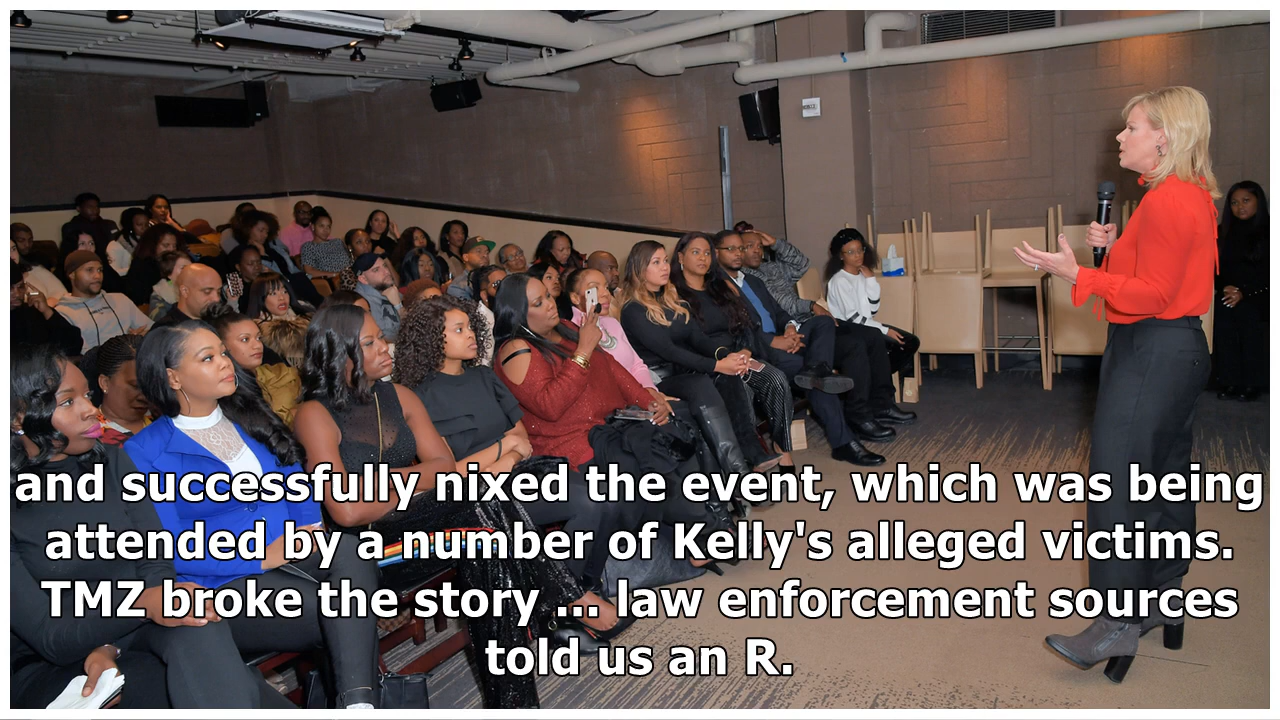 and successfully nixed the event, which was being
attended by a number of Kelly's alleged victims.
TMZ broke the story ... law enforcement sources
told us an R.